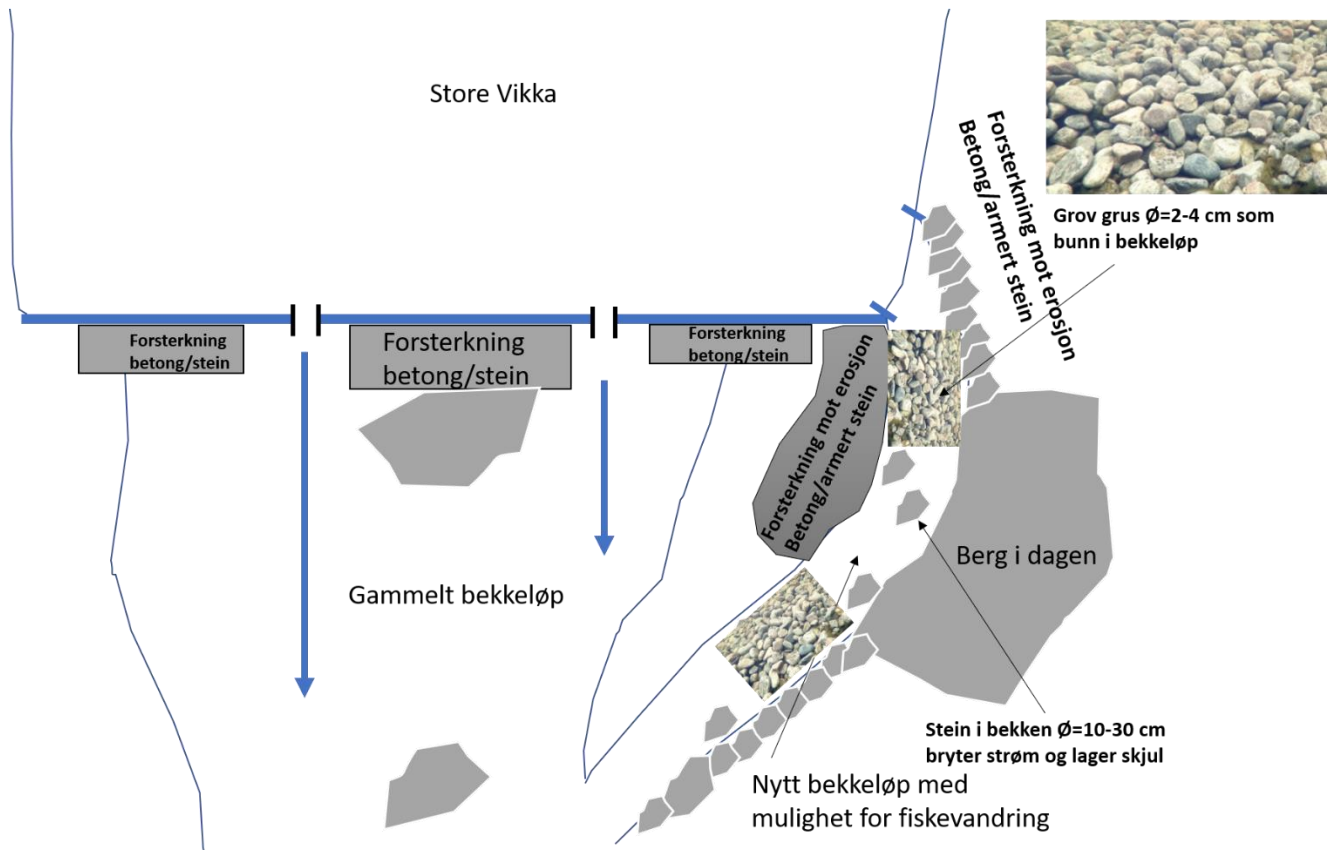 Store Vikka
Forsterkning mot erosjon
Betong/armert stein
Grov grus Ø=2-4 cm som
bunn i bekkeløp
Forsterkning
betong/stein
Forsterkning
betong/stein
Forsterkning
betong/stein
Forsterkning mot erosjon
Betong/armert stein
Berg i dagen
Gammelt bekkeløp
Stein i bekken Ø=10-30 cm
bryter strøm og lager skjul
Nytt bekkeløp med
mulighet for fiskevandring